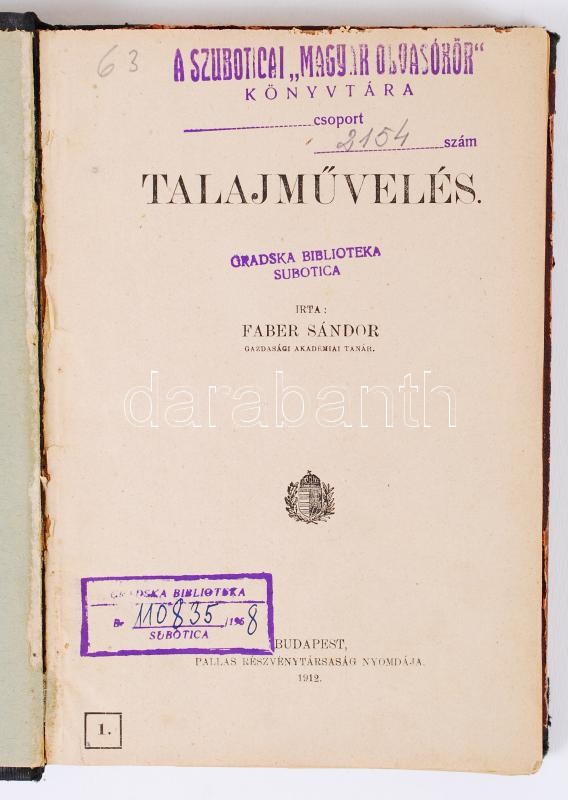 63
A SZUBOTICAI „MAGYAR OLVASÓKÖR"
KÖNYVTÁRA
csoport
2154 szám
TALAJMŰVELÉS.
GRADSKA BIBLIOTEKA
SUBOTICA
IRTA:
FABER SÁNDOR
GAZDASÁGI AKADEMIAI TANÁR.
darabanth
GRADSKA BIBLIOTEKA
Br 110835/1968
SUBOTICA
BUDAPEST,
PALLAS RÉSZVÉNYTÁRSASÁG NYOMDÁJA.
1912.
1.